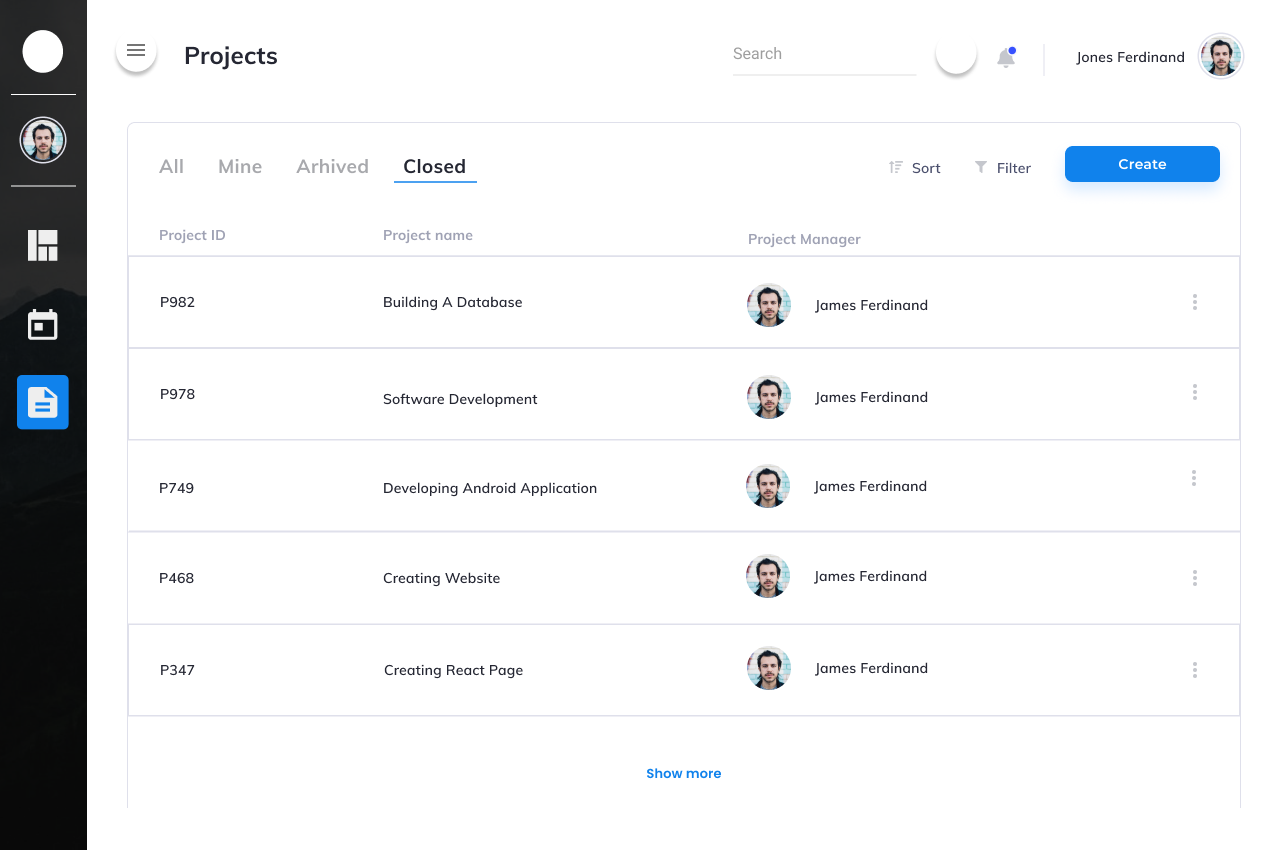 Projects
Search
Jones Ferdinand
All Mine Arhived Closed
Sort Filter Create
Project ID Project name Project Manager
P982 Building A Database James Ferdinand
P978 Software Development James Ferdinand
P749 Developing Android Application James Ferdinand
P468 Creating Website James Ferdinand
P347 Creating React Page James Ferdinand
Show more